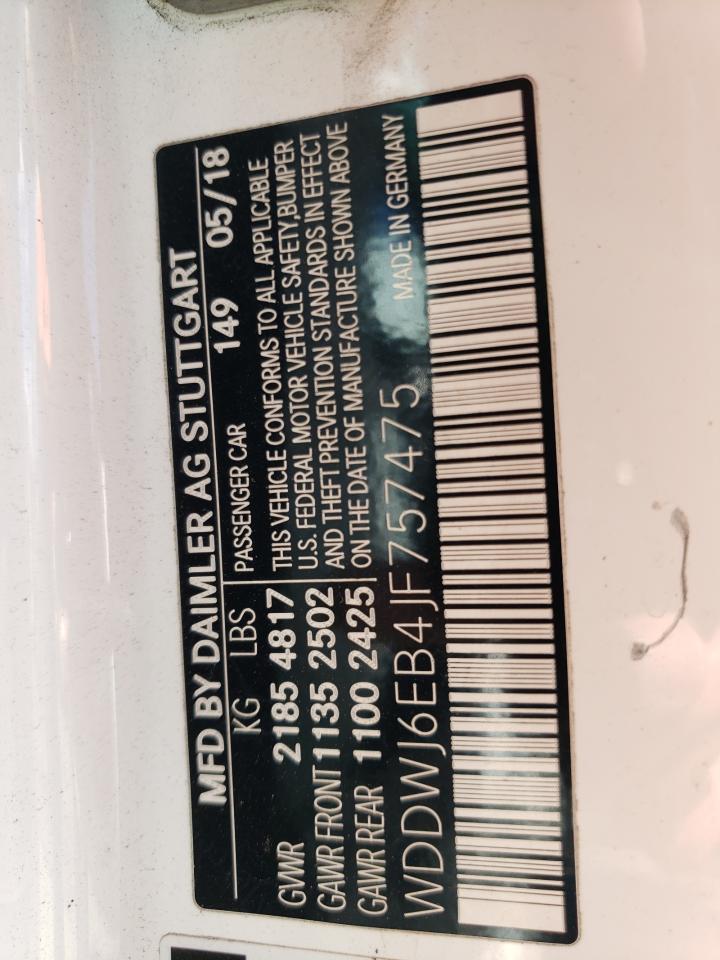 MFD BY DAIMLER AG STUTTGART
KG LBS PASSENGER CAR 149 05/18
GVWR 2185 4817 THIS VEHICLE CONFORMS TO ALL APPLICABLE
U.S. FEDERAL MOTOR VEHICLE SAFETY,BUMPER
GAWR FRONT 1135 2502 AND THEFT PREVENTION STANDARDS IN EFFECT
GAWR REAR 1100 2425 ON THE DATE OF MANUFACTURE SHOWN ABOVE
WDDWJ6EB4JF757475 MADE IN GERMANY